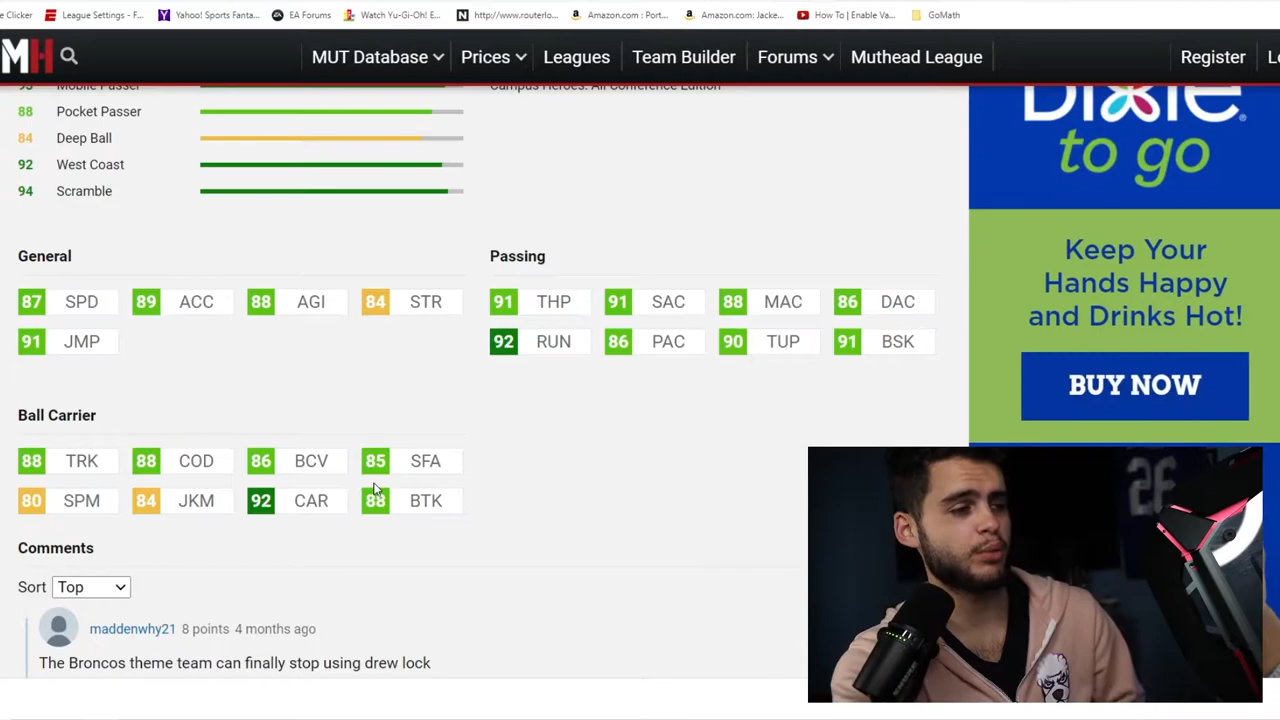 e Clicker League Settings - F... Yahoo! Sports Fanta... EA Forums Watch Yu-Gi-Oh! E... http://www.routerlo... Amazon.com : Port... Amazon.com: Jacke... How To | Enable Va... GoMath
MH MUT Database Prices Leagues Team Builder Forums Muthead League Register L
93 Mobile Passer
Campus Heroes: All Conference Edition
88 Pocket Passer
84 Deep Ball
92 West Coast
94 Scramble
General
87 SPD 89 ACC 88 AGI 84 STR
91 JMP
Passing
91 THP 91 SAC 88 MAC 86 DAC
92 RUN 86 PAC 90 TUP 91 BSK
Ball Carrier
88 TRK 88 COD 86 BCV 85 SFA
80 SPM 84 JKM 92 CAR 88 BTK
Comments
Sort Top
maddenwhy21 8 points 4 months ago
The Broncos theme team can finally stop using drew lock
Dixie
to go
Keep Your
Hands Happy
and Drinks Hot!
BUY NOW
26
SHURE